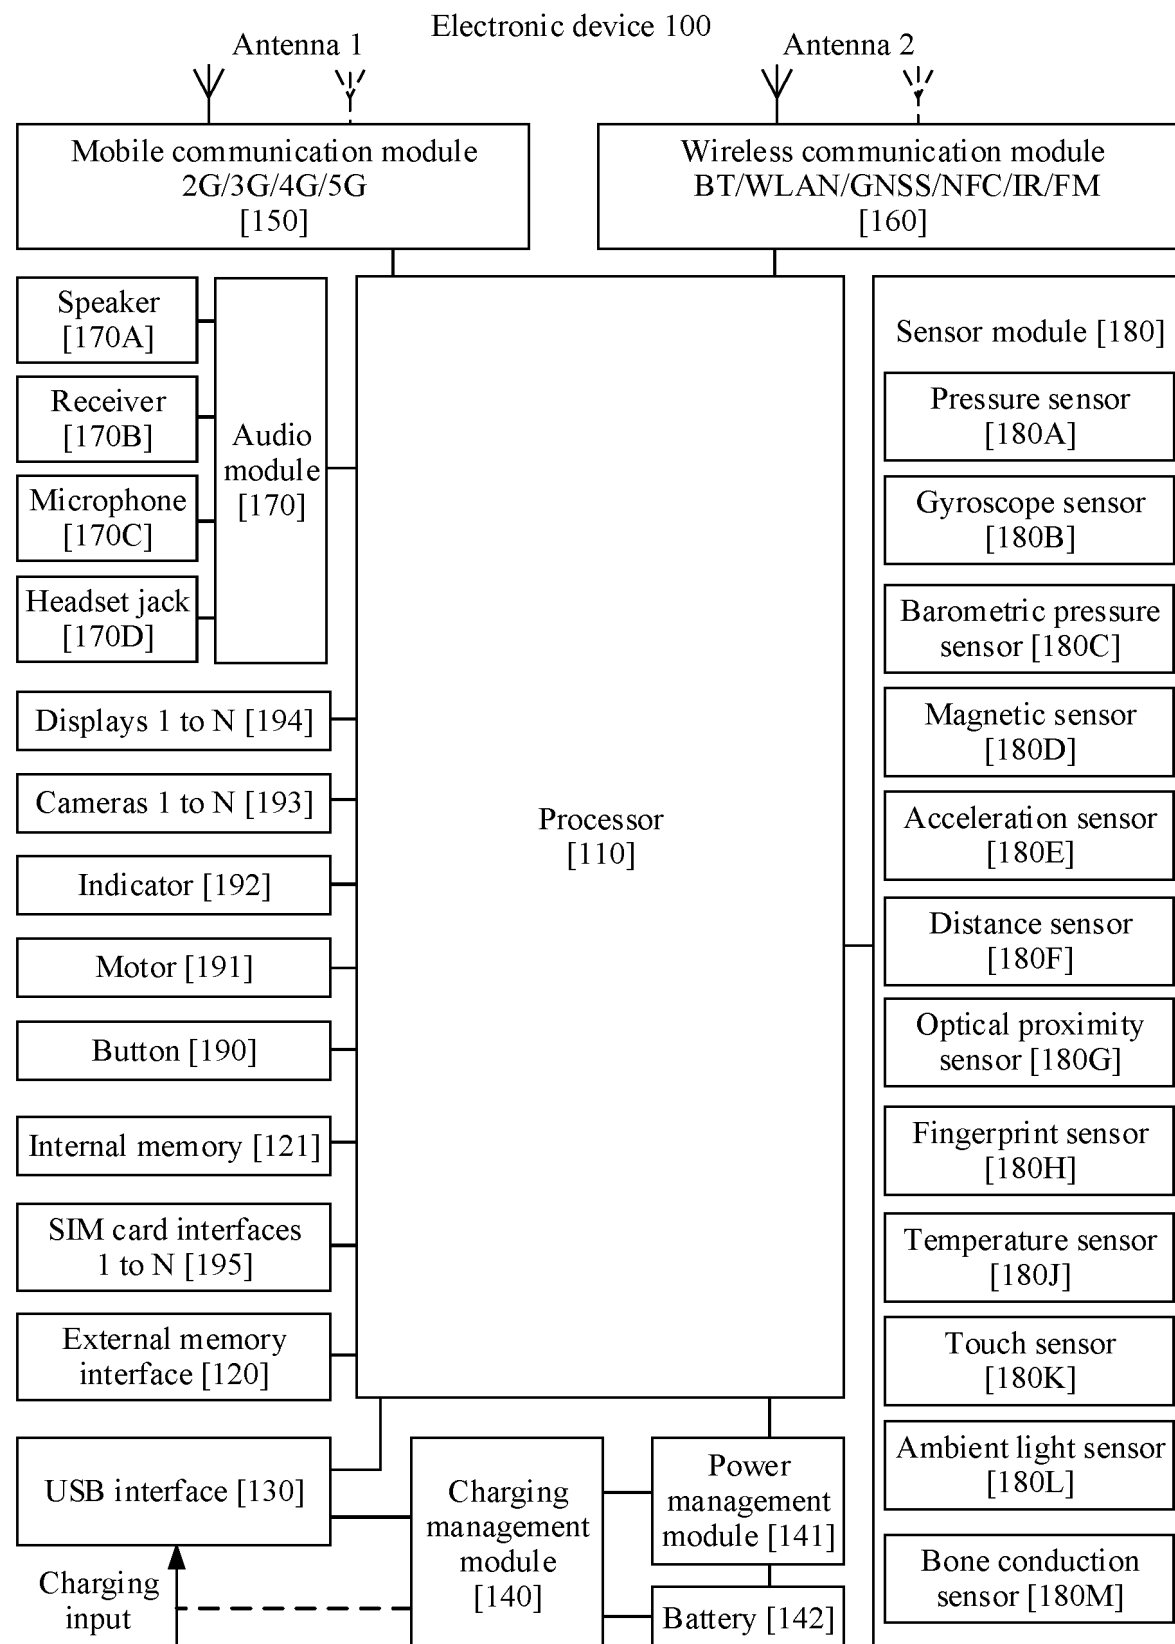 Electronic device 100
Antenna 1
Antenna 2
Mobile communication module
2G/3G/4G/5G
[150]
Wireless communication module
BT/WLAN/GNSS/NFC/IR/FM
[160]
Speaker
[170A]
Receiver
[170B]
Microphone
[170C]
Headset jack
[170D]
Audio
module
[170]
Displays 1 to N [194]
Cameras 1 to N [193]
Indicator [192]
Motor [191]
Button [190]
Internal memory [121]
SIM card interfaces
1 to N [195]
External memory
interface [120]
Processor
[110]
Sensor module [180]
Pressure sensor
[180A]
Gyroscope sensor
[180B]
Barometric pressure
sensor [180C]
Magnetic sensor
[180D]
Acceleration sensor
[180E]
Distance sensor
[180F]
Optical proximity
sensor [180G]
Fingerprint sensor
[180H]
Temperature sensor
[180J]
Touch sensor
[180K]
Ambient light sensor
[180L]
Bone conduction
sensor [180M]
USB interface [130]
Charging
input
Charging
management
module
[140]
Power
management
module [141]
Battery [142]